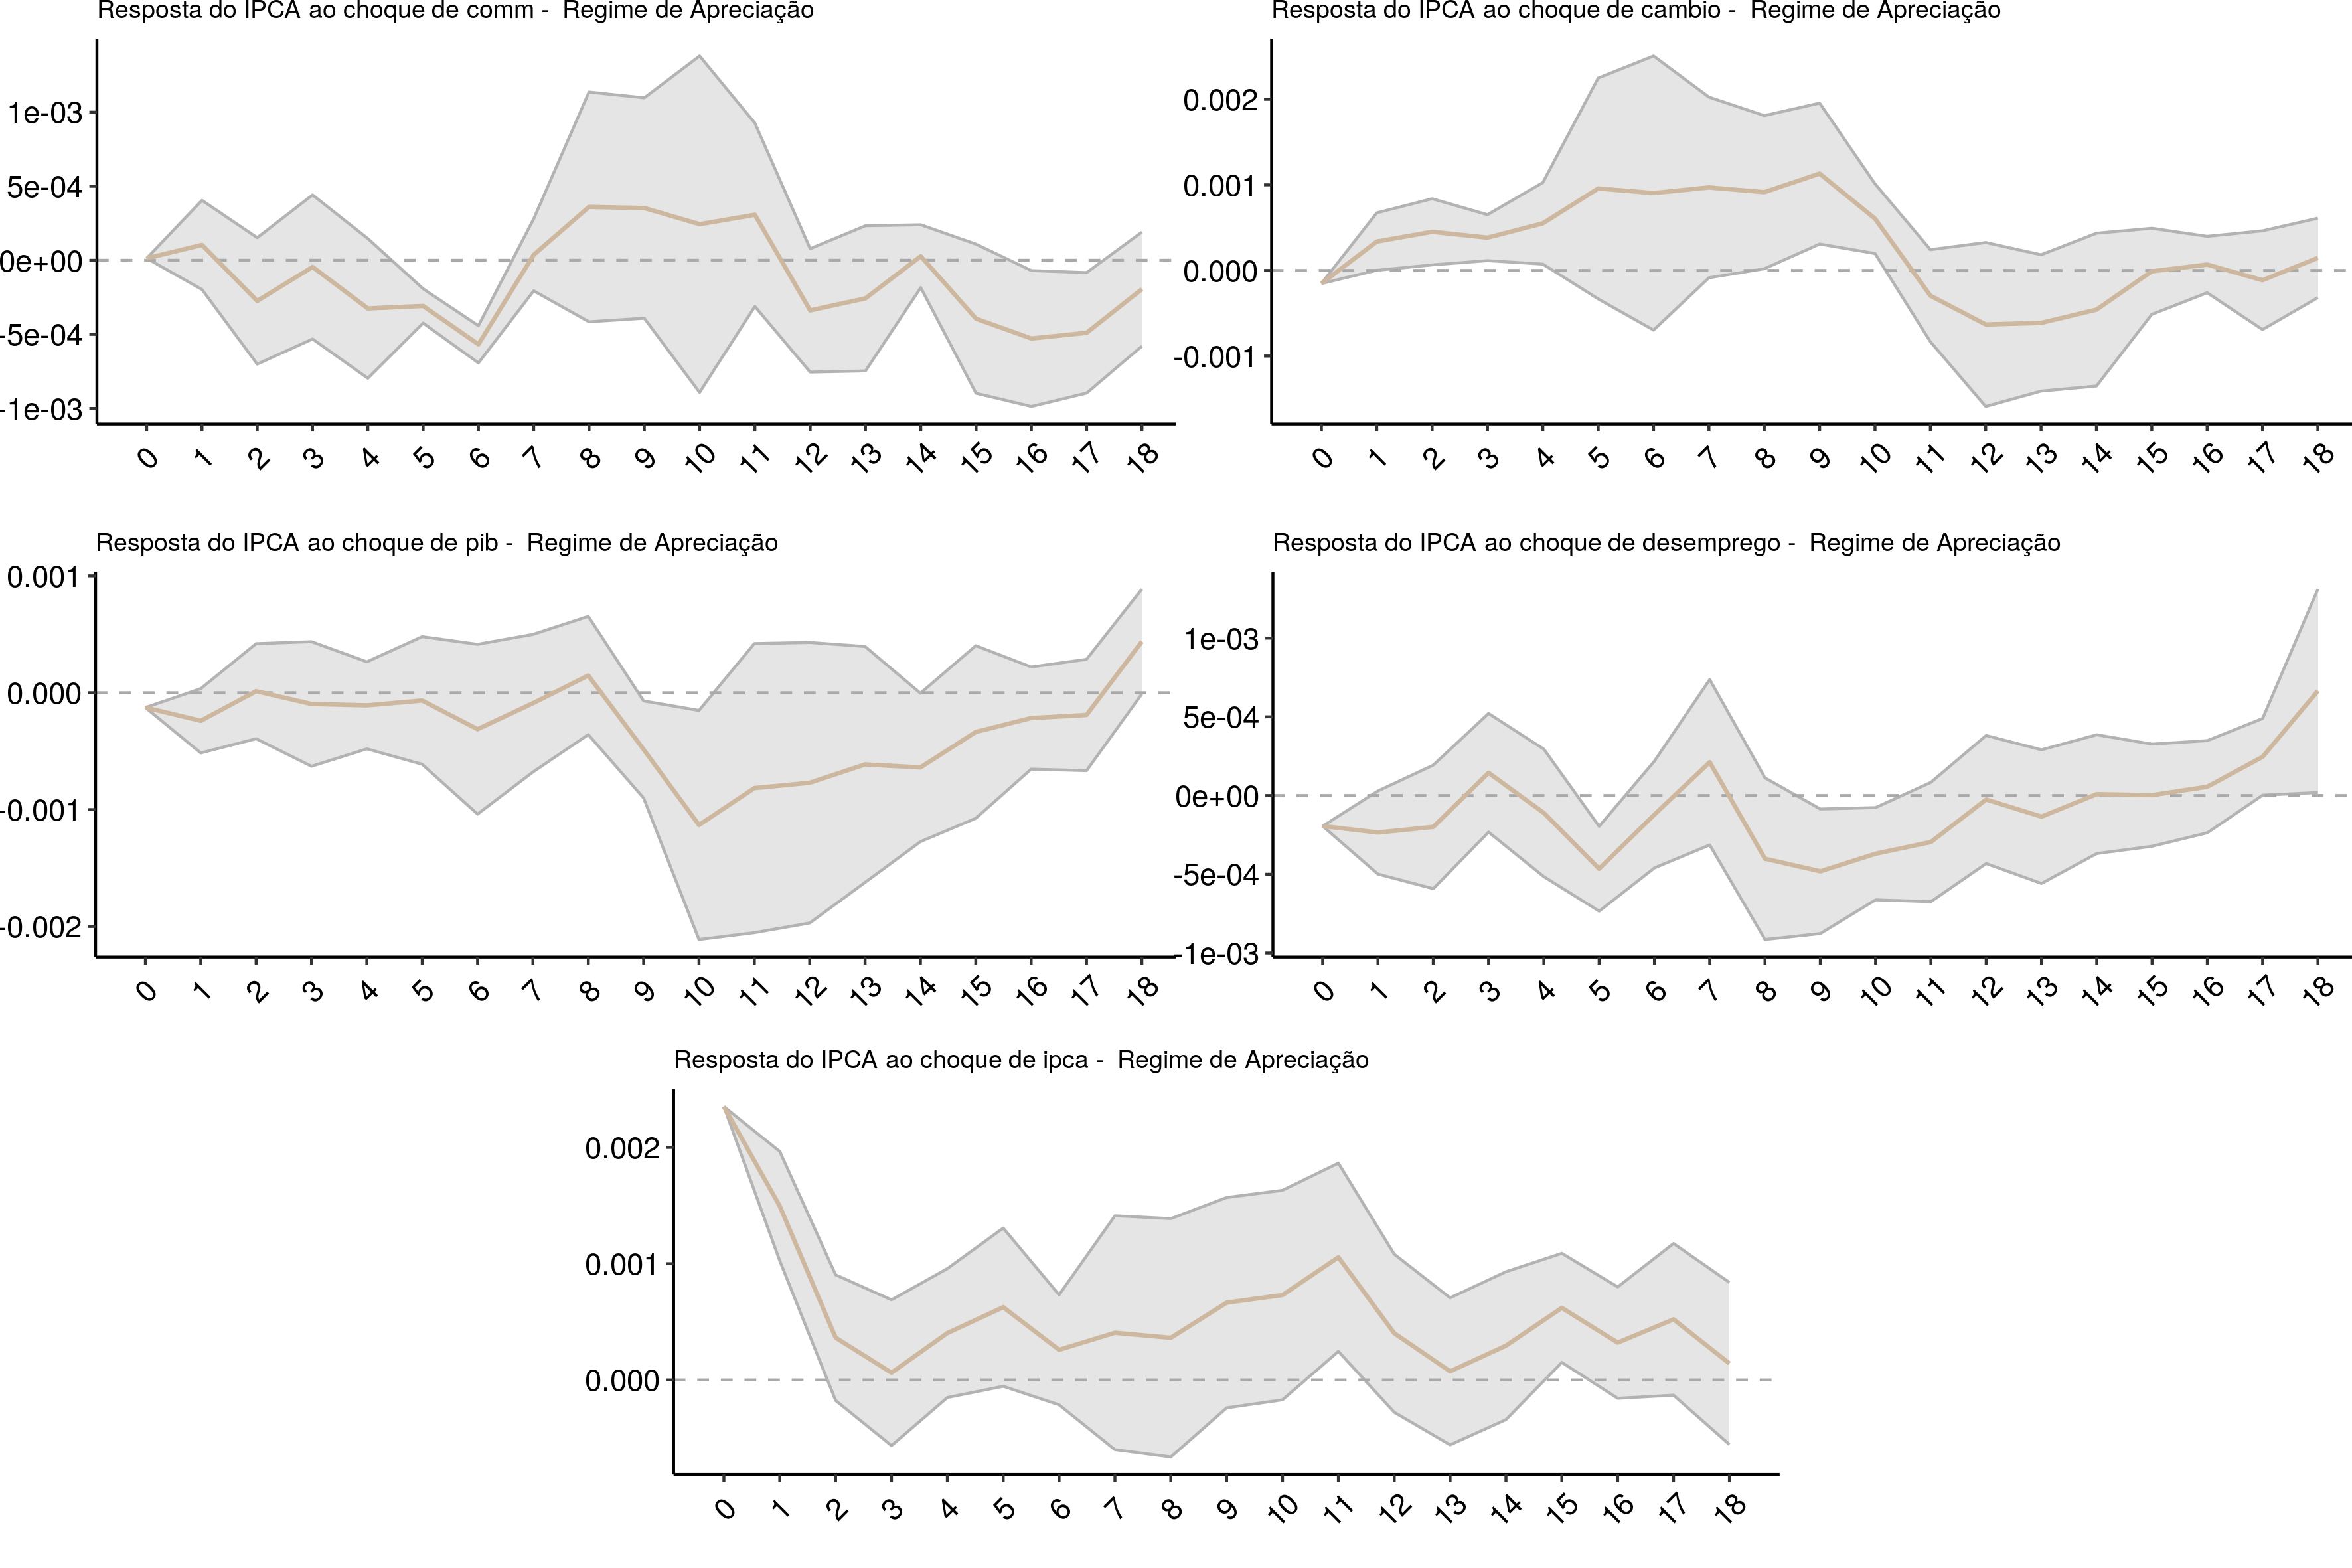 Resposta do IPCA ao choque de comm - Regime de Apreciação
1e-03
5e-04
0e+00
-5e-04
-1e-03
0 1 2 3 4 5 6 7 8 9 10 11 12 13 14 15 16 17 18
Resposta do IPCA ao choque de cambio - Regime de Apreciação
0.002
0.001
0.000
-0.001
0 1 2 3 4 5 6 7 8 9 10 11 12 13 14 15 16 17 18
Resposta do IPCA ao choque de pib - Regime de Apreciação
0.001
0.000
-0.001
-0.002
0 1 2 3 4 5 6 7 8 9 10 11 12 13 14 15 16 17 18
Resposta do IPCA ao choque de desemprego - Regime de Apreciação
1e-03
5e-04
0e+00
-5e-04
-1e-03
0 1 2 3 4 5 6 7 8 9 10 11 12 13 14 15 16 17 18
Resposta do IPCA ao choque de ipca - Regime de Apreciação
0.002
0.001
0.000
0 1 2 3 4 5 6 7 8 9 10 11 12 13 14 15 16 17 18